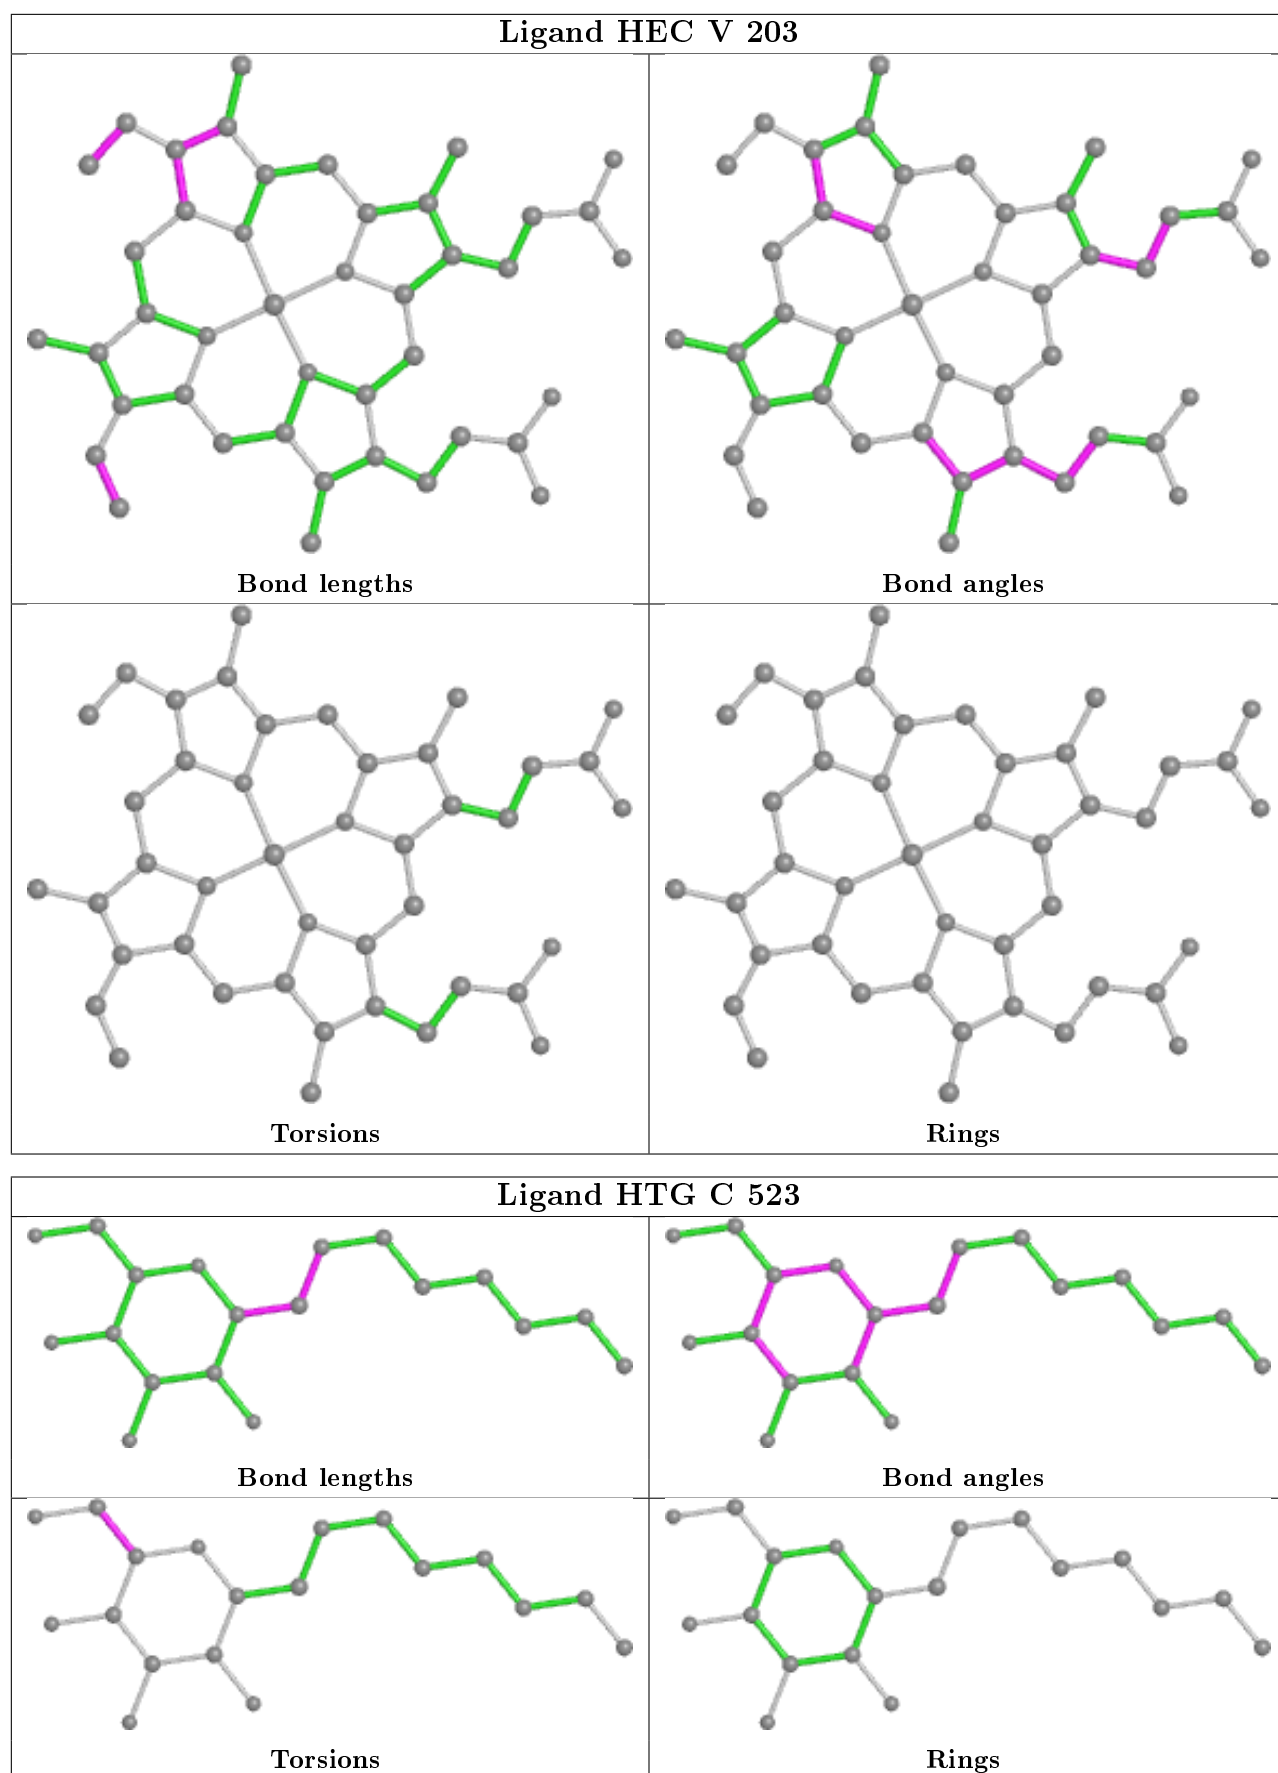 Ligand HEC V 203
Bond lengths
Bond angles
Torsions
Rings
Ligand HTG C 523
Bond lengths
Bond angles
Torsions
Rings